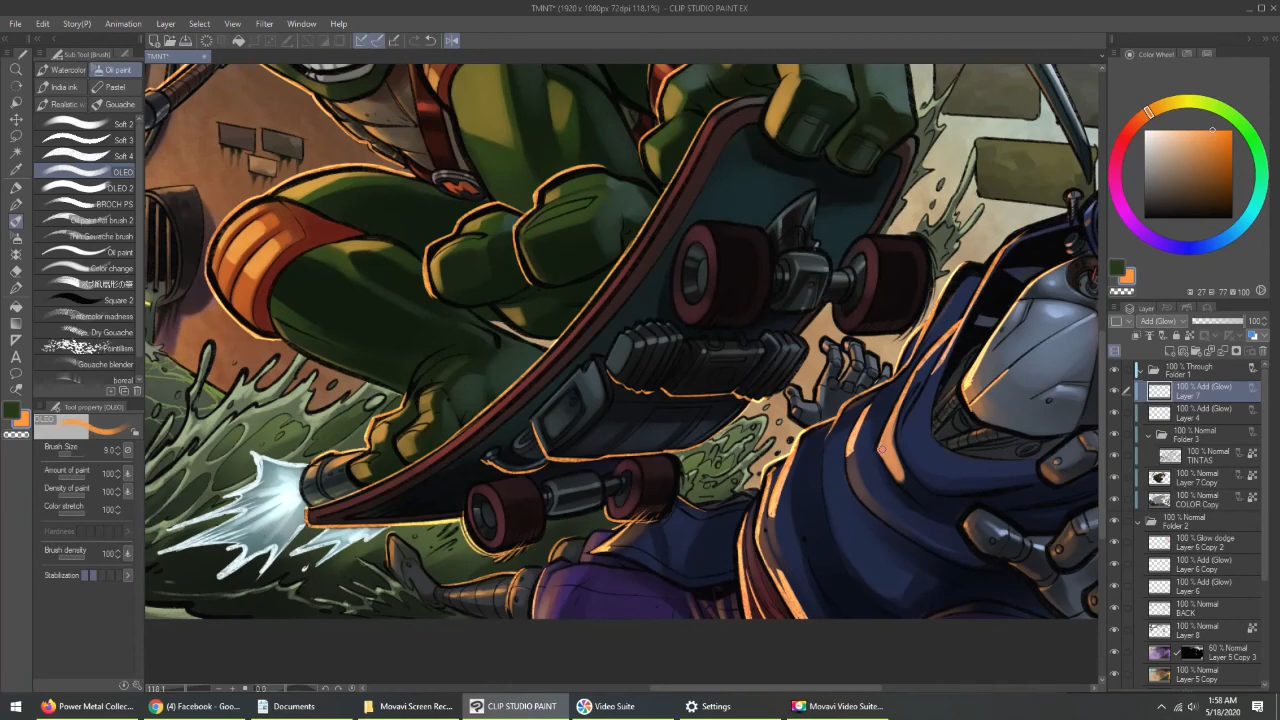 TMNT* (1920 x 1080px 72dpi 118.1%) - CLIP STUDIO PAINT EX
File Edit Story(P) Animation Layer Select View Filter Window Help
Sub Tool [Brush]
TMNT*
Color Wheel
Watercolor Oil paint
India ink Pastel
Realistic w Gouache
Soft 2
Soft 3
Soft 4
OLEO
OLEO 2
BROCH PS
Oil paint flat brush 2
Thin Gouache brush
Oil paint
Color change
Square 2
watercolor madness
Dry Gouache
Pointillism
Gouache blender
boreal
Tool property [OLEO]
OLEO
Brush Size 9.0
Amount of paint 100
Density of paint 100
Color stretch 100
Hardness
Brush density 100
Stabilization
27 77 100
Layer
Add (Glow) 100
100 % Through
Folder 1
100 % Add (Glow)
Layer 7
100 % Add (Glow)
Layer 4
100 % Normal
Folder 3
100 % Normal
TINTAS
100 % Normal
Layer 7 Copy
100 % Normal
COLOR Copy
100 % Normal
Folder 2
100 % Glow dodge
Layer 6 Copy 2
100 % Add (Glow)
Layer 6 Copy
100 % Add (Glow)
Layer 6
100 % Normal
BACK
100 % Normal
Layer 8
60 % Normal
Layer 5 Copy 3
100 % Normal
Layer 5 Copy
118.1 0.0
Power Metal Collec... (4) Facebook - Goo... Documents Movavi Screen Rec... CLIP STUDIO PAINT Video Suite Settings Movavi Video Suite...
1:58 AM
5/18/2020